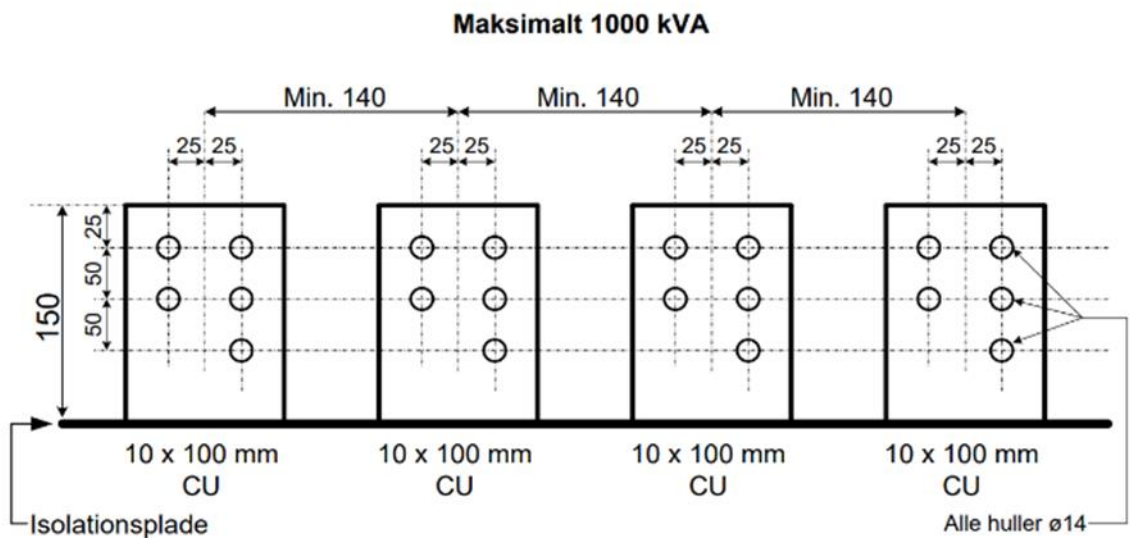 Maksimalt 1000 kVA
Min. 140 Min. 140 Min. 140
25 25 25 25 25 25 25 25
25
50
50
150
10 x 100 mm 10 x 100 mm 10 x 100 mm 10 x 100 mm
CU CU CU CU
Isolationsplade
Alle huller ø14